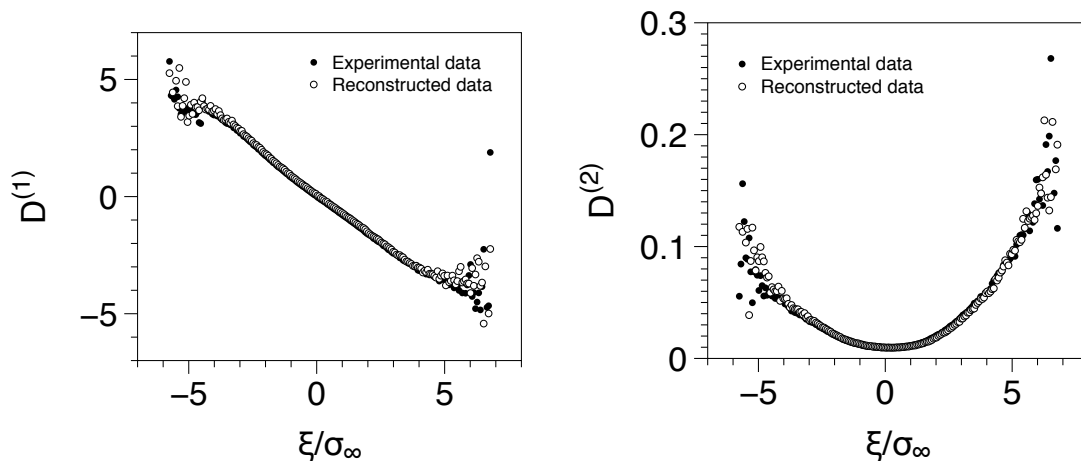 D(1)
5
0
−5
Experimental data
Reconstructed data
−5 0 5
ξ/σ∞
D(2)
0.3
0.2
0.1
0
Experimental data
Reconstructed data
−5 0 5
ξ/σ∞